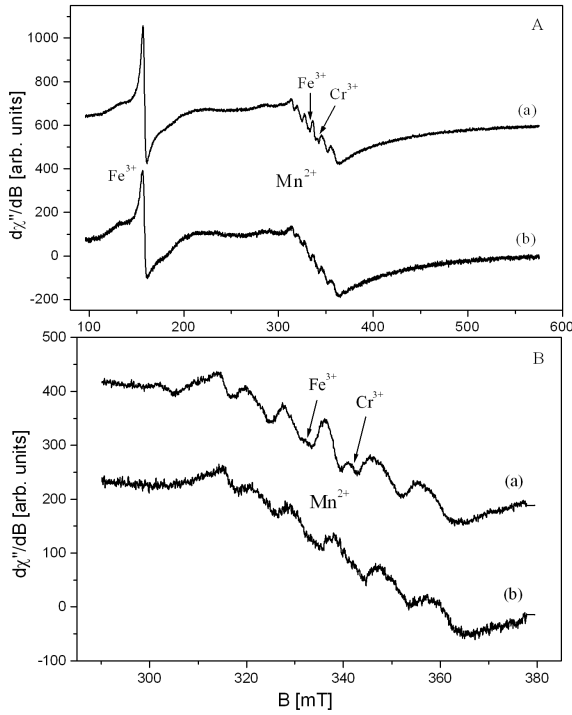 A
1000
800
600
400
200
0
-200
dχ"/dB [arb. units]
Fe³⁺
Fe³⁺
Cr³⁺
(a)
Mn²⁺
(b)
100 200 300 400 500 600
B
500
400
300
200
100
0
-100
dχ"/dB [arb. units]
Fe³⁺
Cr³⁺
(a)
Mn²⁺
(b)
300 320 340 360 380
B [mT]